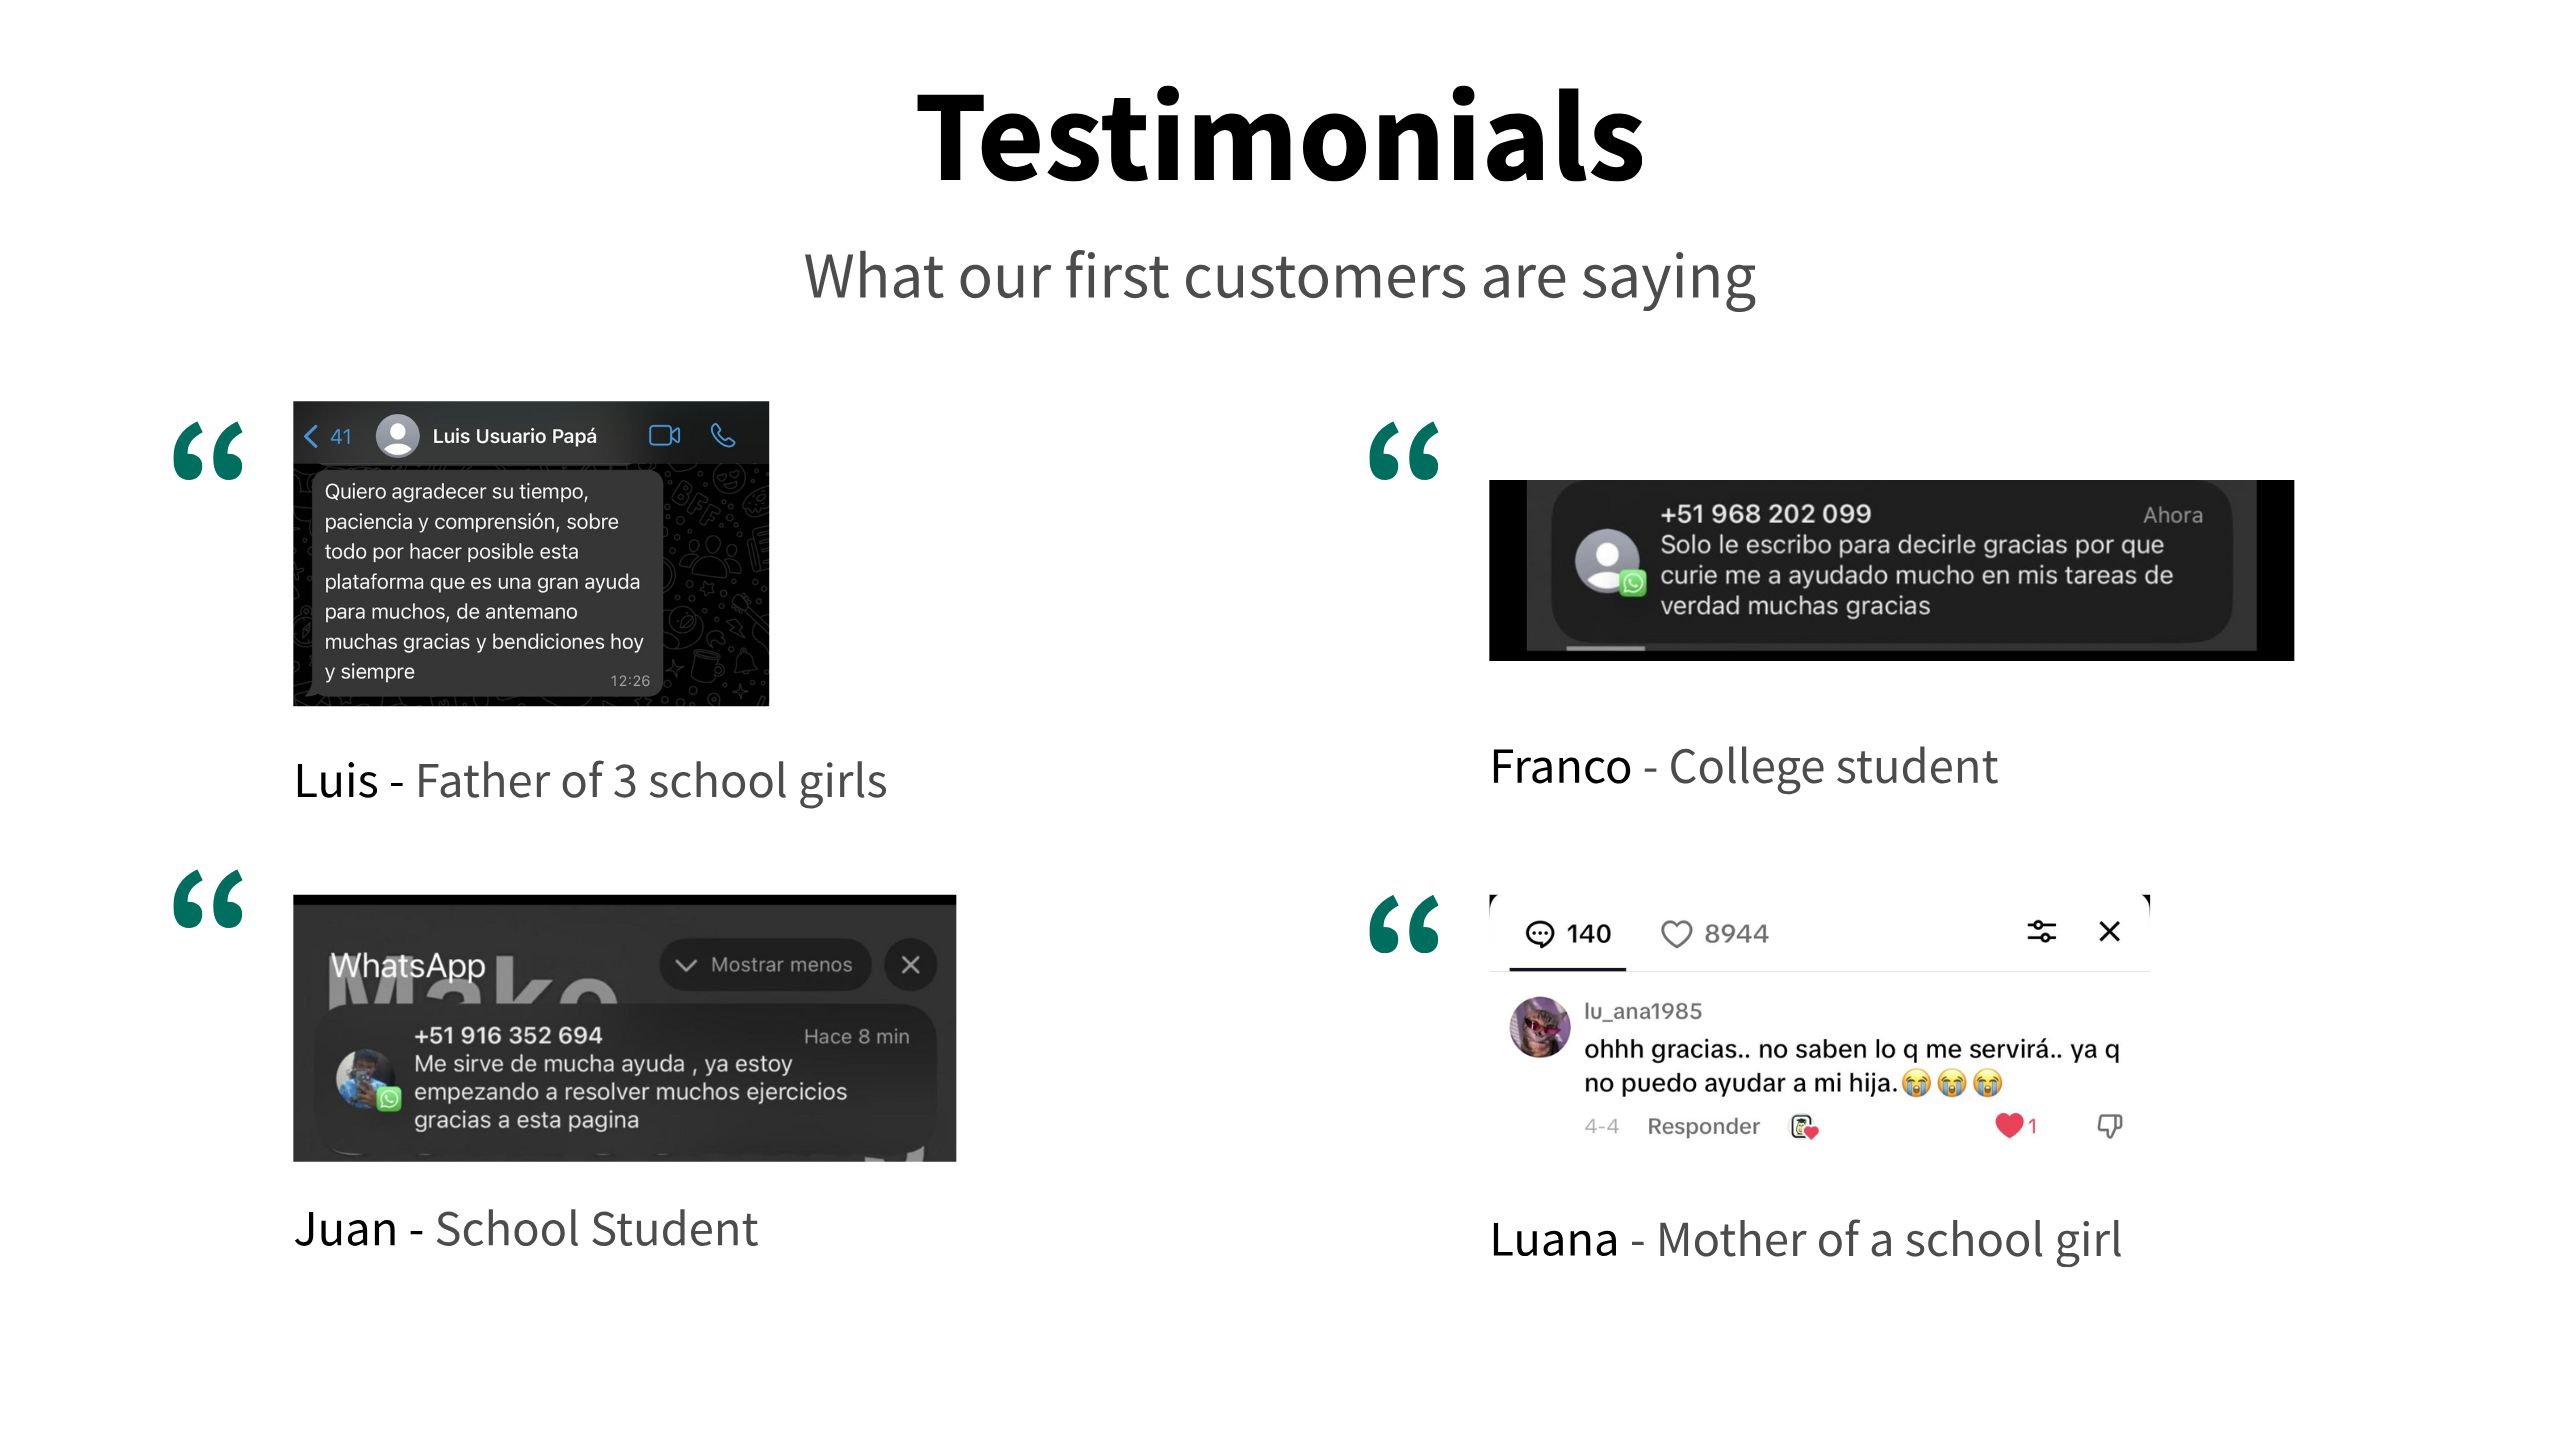 Testimonials
What our first customers are saying
“
41 Luis Usuario Papá
Quiero agradecer su tiempo,
paciencia y comprensión, sobre
todo por hacer posible esta
plataforma que es una gran ayuda
para muchos, de antemano
muchas gracias y bendiciones hoy
y siempre
12:26
Luis - Father of 3 school girls
“
+51 968 202 099 Ahora
Solo le escribo para decirle gracias por que
curie me a ayudado mucho en mis tareas de
verdad muchas gracias
Franco - College student
“
WhatsApp Mostrar menos
Make
+51 916 352 694 Hace 8 min
Me sirve de mucha ayuda , ya estoy
empezando a resolver muchos ejercicios
gracias a esta pagina
Juan - School Student
“
140 8944
lu_ana1985
ohhh gracias.. no saben lo q me servirá.. ya q
no puedo ayudar a mi hija.😭😭😭
4-4 Responder 1
Luana - Mother of a school girl